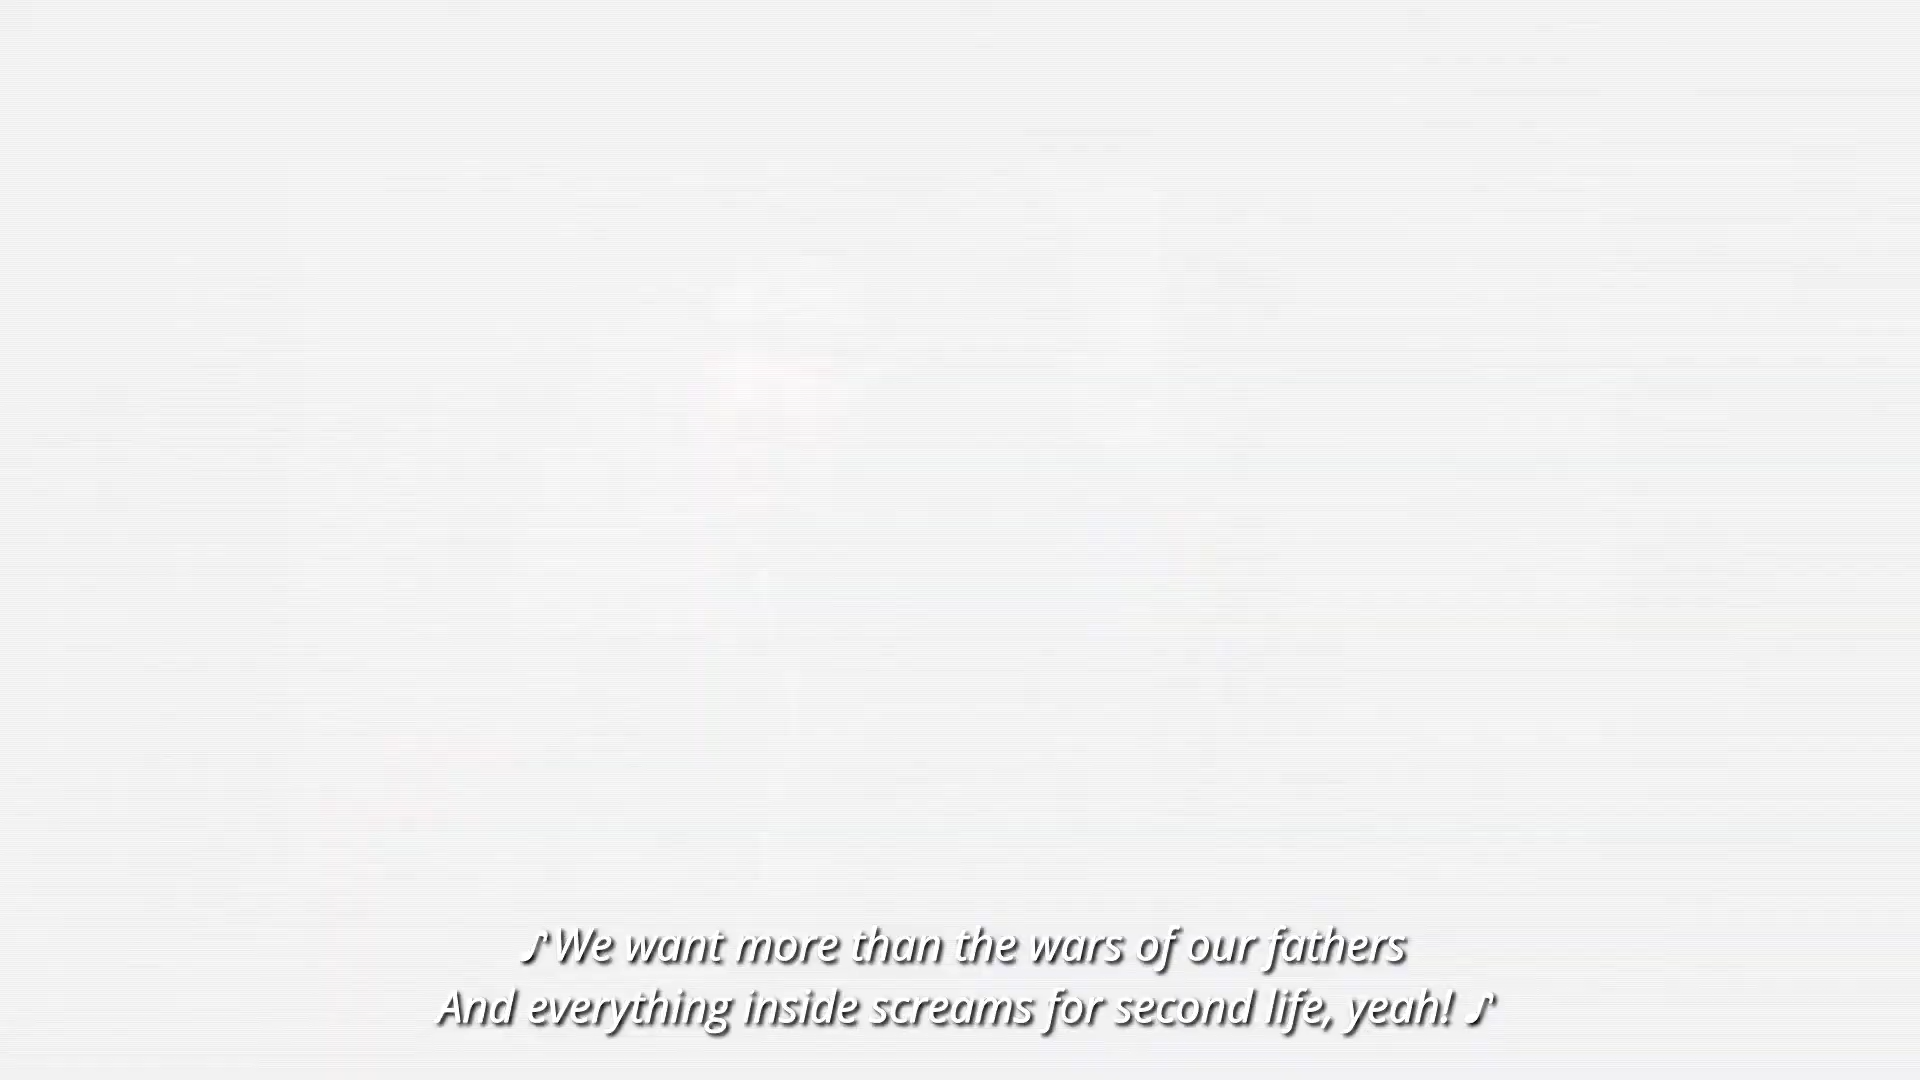 ♪ We want more than the wars of our fathers
And everything inside screams for second life, yeah! ♪